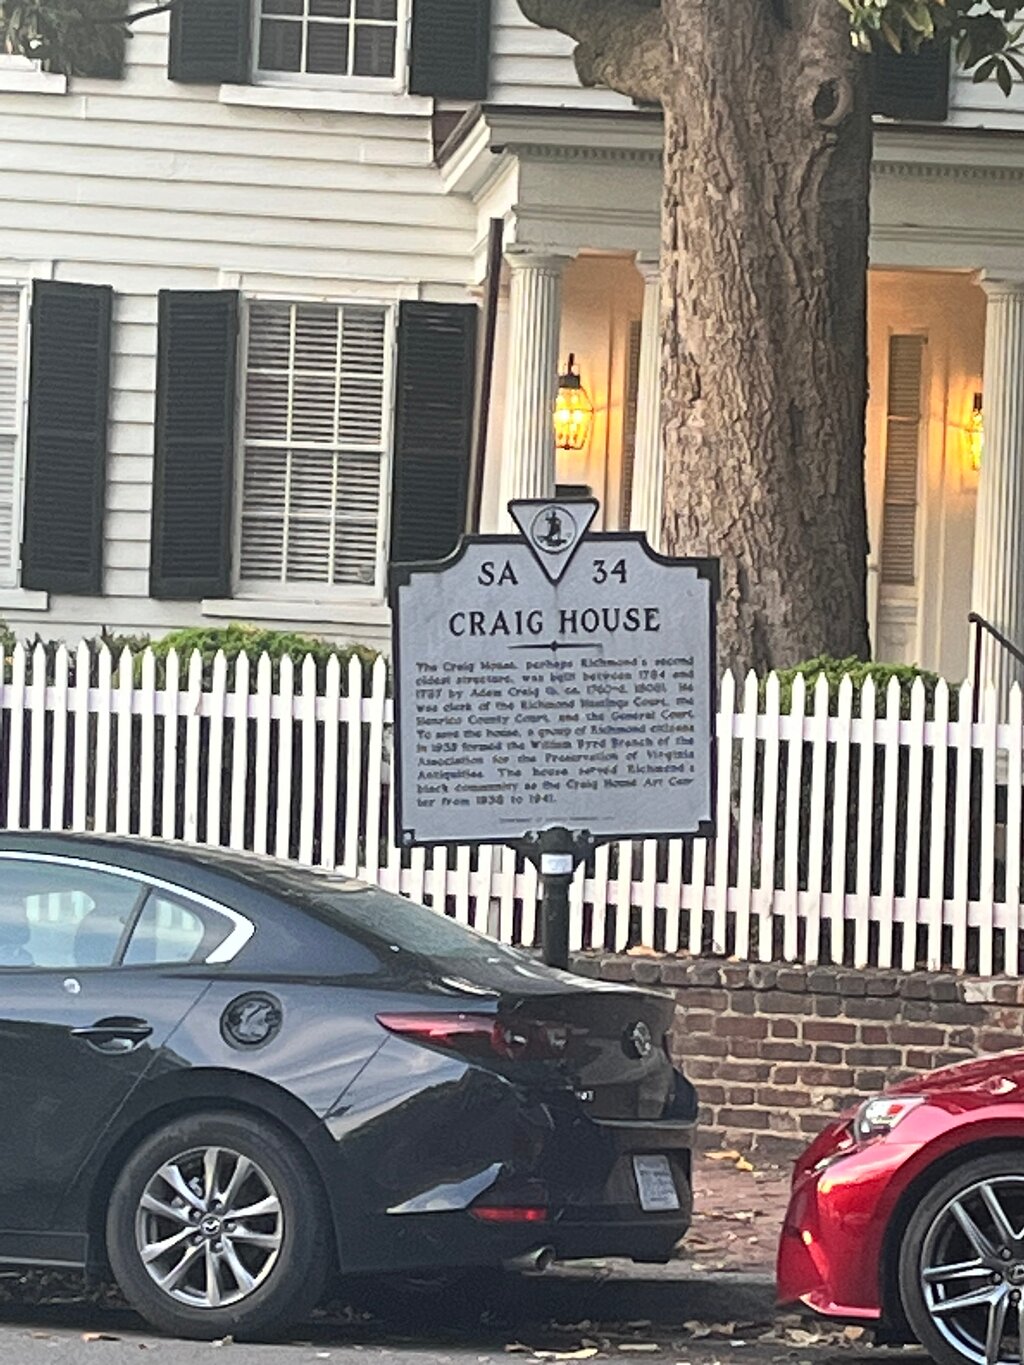 SA 34
CRAIG HOUSE
The Craig House, perhaps Richmond's second
oldest structure, was built between 1784 and
1787 by Adam Craig (b. ca. 1760-d. 1808). He
was clerk of the Richmond Hustings Court, the
Henrico County Court, and the General Court.
To save the house, a group of Richmond citizens
in 1935 formed the William Byrd Branch of the
Association for the Preservation of Virginia
Antiquities. The house served Richmond's
black community as the Craig House Art Cen-
ter from 1938 to 1941.